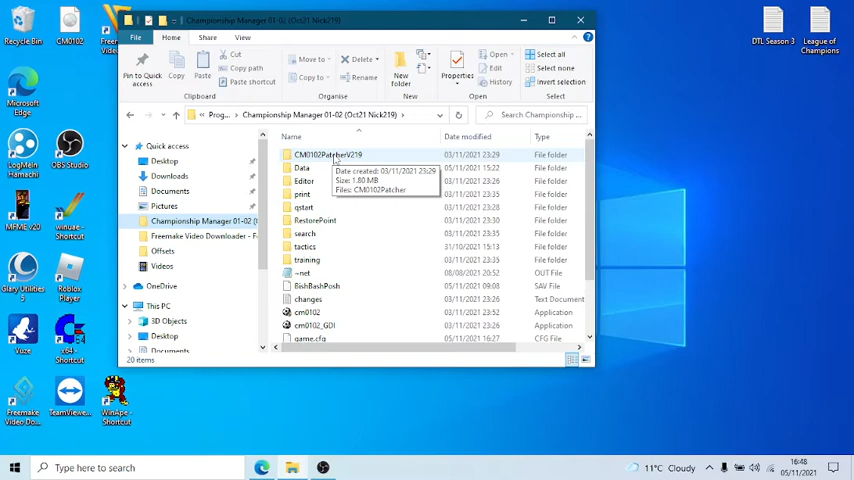 Recycle Bin
CM0102
Freem
Video
Microsoft
Edge
LogMeIn
Hamachi
OBS Studio
MFME v20
winuae -
Shortcut
Glary Utilities
5
Roblox
Player
Vuze
x64 -
Shortcut
Freemake
Video Do...
TeamViewe...
WinApe -
Shortcut
DTL Season 3
League of
Champions
Championship Manager 01-02 (Oct21 Nick219)
File
Home
Share
View
Pin to Quick
access
Copy
Paste
Cut
Copy path
Paste shortcut
Clipboard
Move to
Copy to
Delete
Rename
Organize
New
folder
New
Properties
Open
Edit
History
Open
Select all
Select none
Invert selection
Select
« Prog... > Championship Manager 01-02 (Oct21 Nick219) >
Search Championship ...
Quick access
Desktop
Downloads
Documents
Pictures
Championship Manager 01-02 (O
Freemake Video Downloader - F
Offsets
Videos
OneDrive
This PC
3D Objects
Desktop
Documents
Name Date modified Type
CM0102PatcherV219 03/11/2021 23:29 File folder
Data 05/11/2021 15:22 File folder
Editor 03/11/2021 23:26 File folder
print 03/11/2021 23:35 File folder
qstart 03/11/2021 23:35 File folder
RestorePoint 03/11/2021 23:29 File folder
search 03/11/2021 23:35 File folder
tactics 31/10/2021 15:13 File folder
training 03/11/2021 23:35 File folder
~net 08/08/2021 20:52 OUT File
BishBashPosh 05/11/2021 09:08 SAV File
changes 03/11/2021 23:26 Text Document
cm0102 03/11/2021 23:52 Application
cm0102_GDI 03/11/2021 23:26 Application
game.cfg 05/11/2021 16:27 CFG File
Date created: 03/11/2021 23:29
Size: 1.80 MB
Files: CM0102Patcher
20 items
Type here to search
11°C Cloudy
16:48
05/11/2021